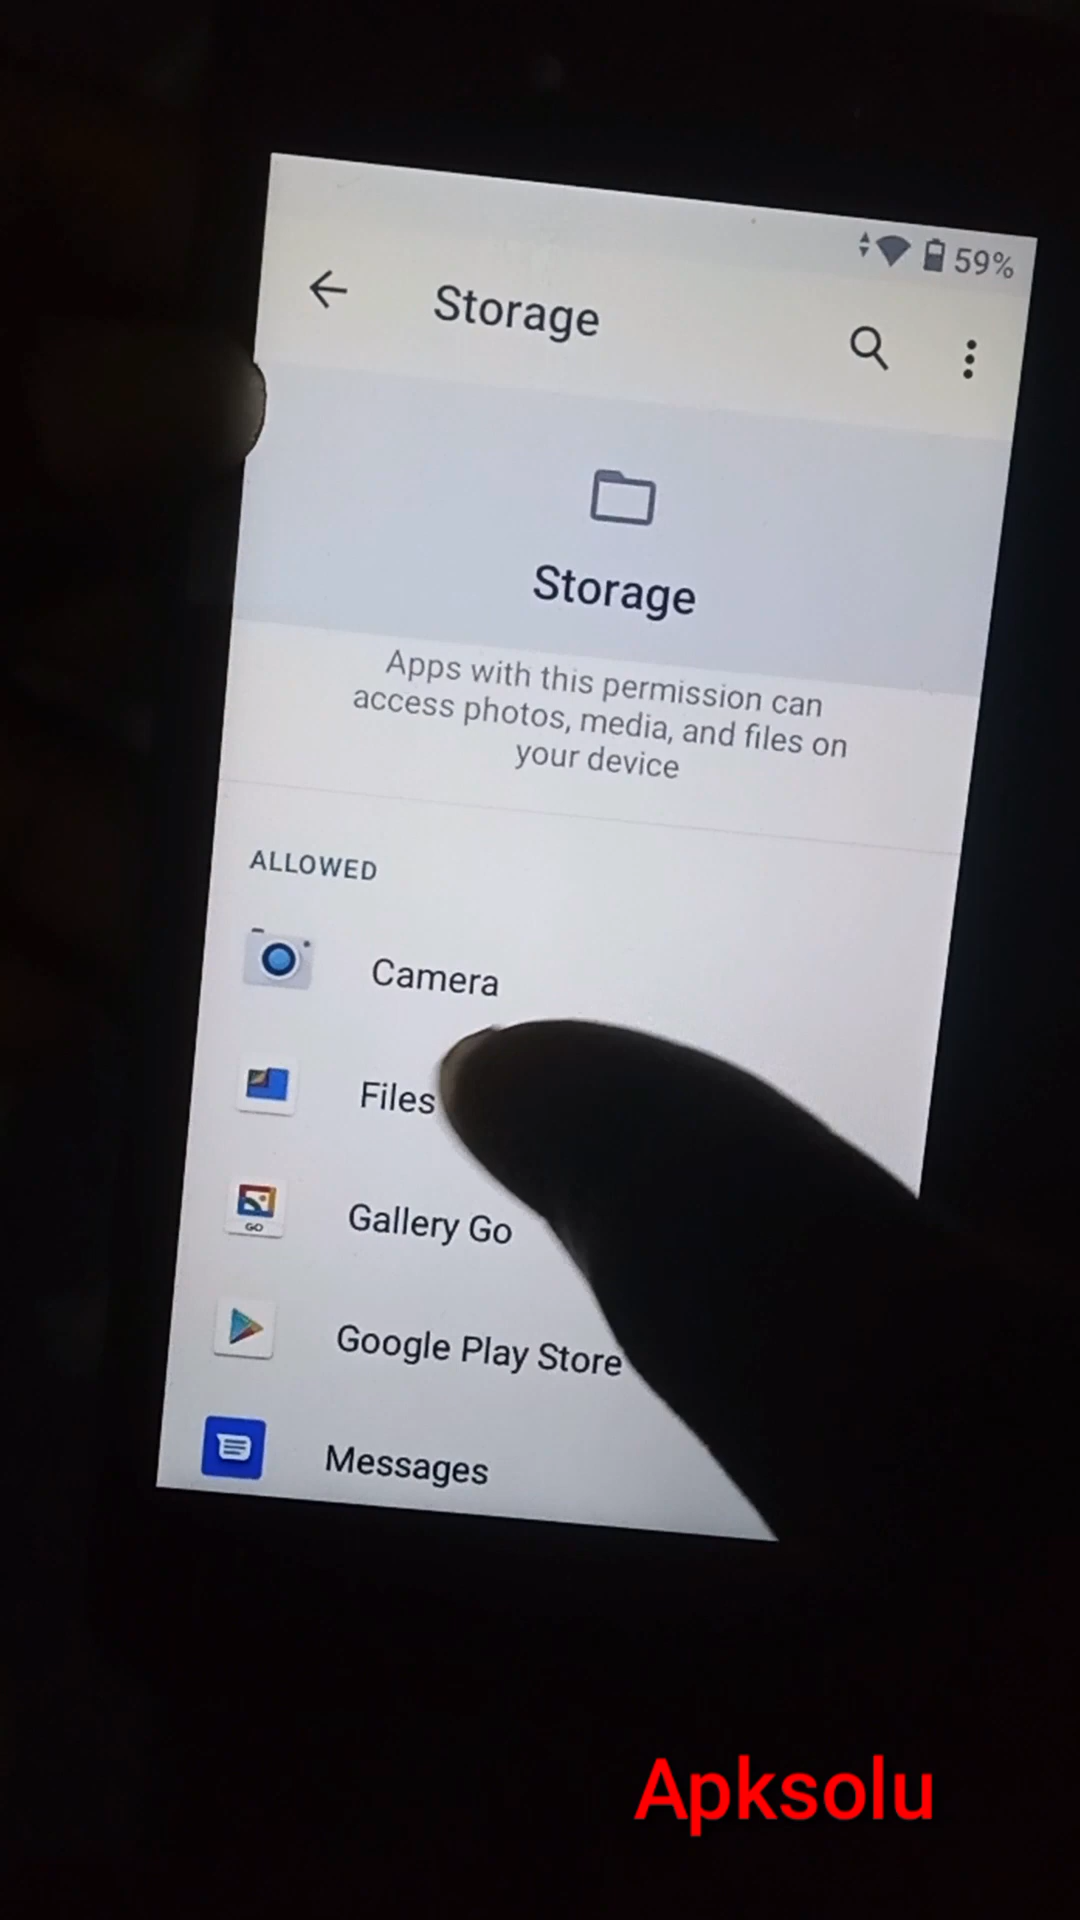 59%
Storage
Storage
Apps with this permission can
access photos, media, and files on
your device
ALLOWED
Camera
Files
Gallery Go
GO
Google Play Store
Messages
Apksolu